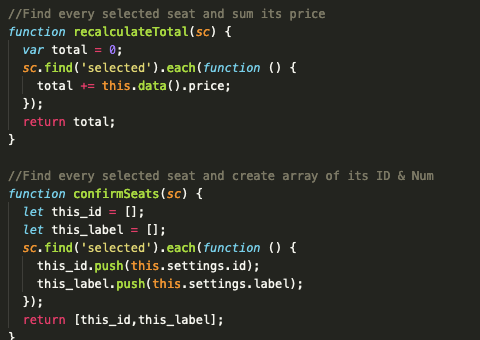 //Find every selected seat and sum its price
function recalculateTotal(sc) {
  var total = 0;
  sc.find('selected').each(function () {
    total += this.data().price;
  });
  return total;
}

//Find every selected seat and create array of its ID & Num
function confirmSeats(sc) {
  let this_id = [];
  let this_label = [];
  sc.find('selected').each(function () {
    this_id.push(this.settings.id);
    this_label.push(this.settings.label);
  });
  return [this_id,this_label];
}